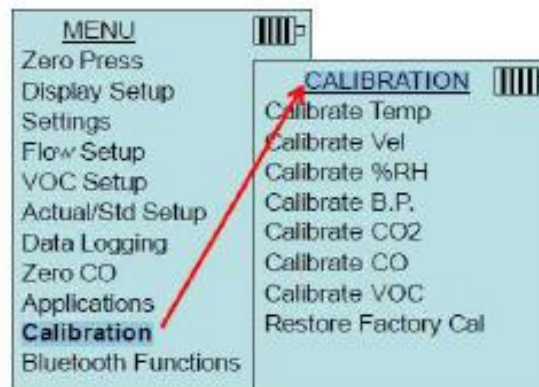 MENU
Zero Press
Display Setup
Settings
Flow Setup
VOC Setup
Actual/Std Setup
Data Logging
Zero CO
Applications
Calibration
Bluetooth Functions
CALIBRATION
Calibrate Temp
Calibrate Vel
Calibrate %RH
Calibrate B.P.
Calibrate CO2
Calibrate CO
Calibrate VOC
Restore Factory Cal